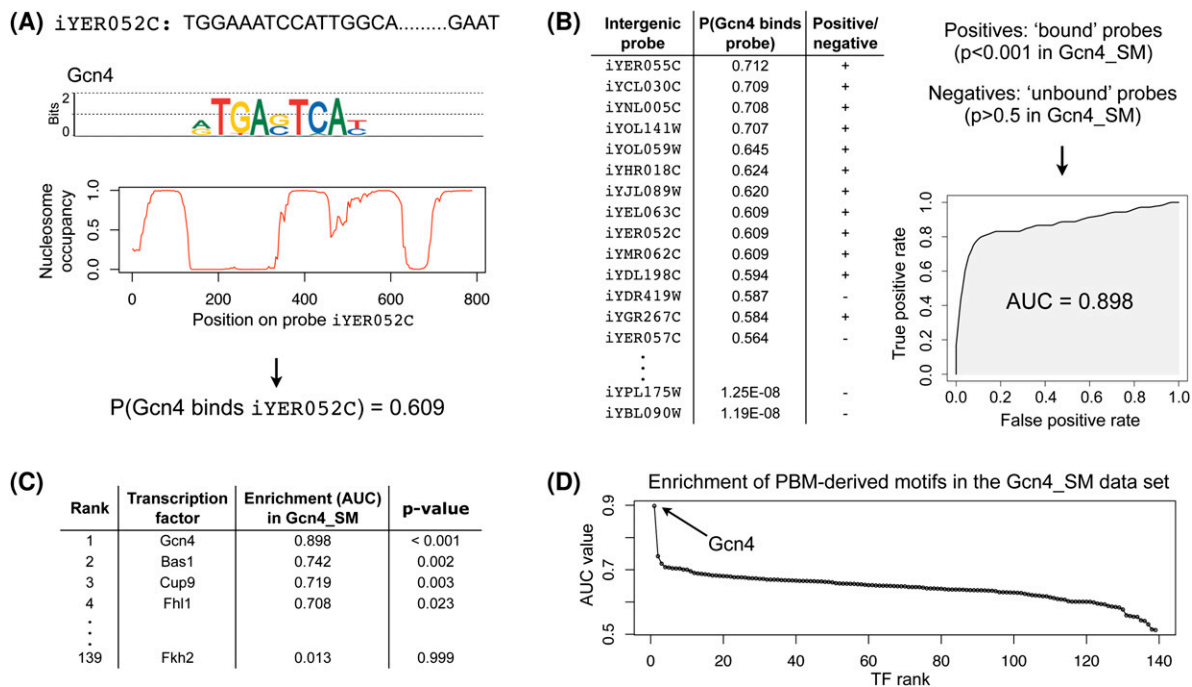 (A) iYER052C: TGGAAATCCATTGGCA.........GAAT
Gcn4
Bits
2
1
0
TGA TCA
Nucleosome occupancy
1.0
0.5
0.0
0 200 400 600 800
Position on probe iYER052C
P(Gcn4 binds iYER052C) = 0.609
(B)
Intergenic probe | P(Gcn4 binds probe) | Positive/negative
iYER055C 0.712 +
iYCL030C 0.709 +
iYNL005C 0.708 +
iYOL141W 0.707 +
iYOL059W 0.645 +
iYHR018C 0.624 +
iYJL089W 0.620 +
iYEL063C 0.609 +
iYER052C 0.609 +
iYMR062C 0.609 +
iYDL198C 0.594 +
iYDR419W 0.587 -
iYGR267C 0.584 +
iYER057C 0.564 -
iYPL175W 1.25E-08 -
iYBL090W 1.19E-08 -
Positives: ‘bound’ probes
(p<0.001 in Gcn4_SM)
Negatives: ‘unbound’ probes
(p>0.5 in Gcn4_SM)
True positive rate
1.0
0.8
0.6
0.4
0.2
0.0
AUC = 0.898
0.0 0.2 0.4 0.6 0.8 1.0
False positive rate
(C)
Rank | Transcription factor | Enrichment (AUC) in Gcn4_SM | p-value
1 Gcn4 0.898 < 0.001
2 Bas1 0.742 0.002
3 Cup9 0.719 0.003
4 Fhl1 0.708 0.023
139 Fkh2 0.013 0.999
(D) Enrichment of PBM-derived motifs in the Gcn4_SM data set
AUC value
0.9
0.7
0.5
Gcn4
0 20 40 60 80 100 120 140
TF rank